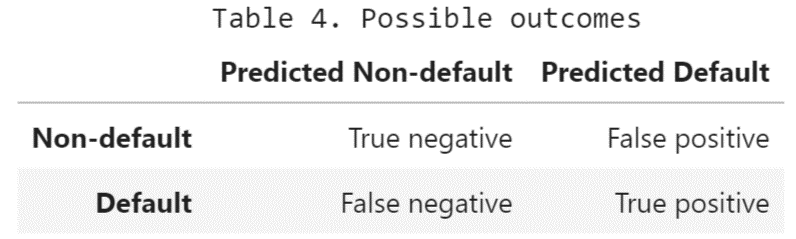 Table 4. Possible outcomes
Predicted Non-default Predicted Default
Non-default True negative False positive
Default False negative True positive